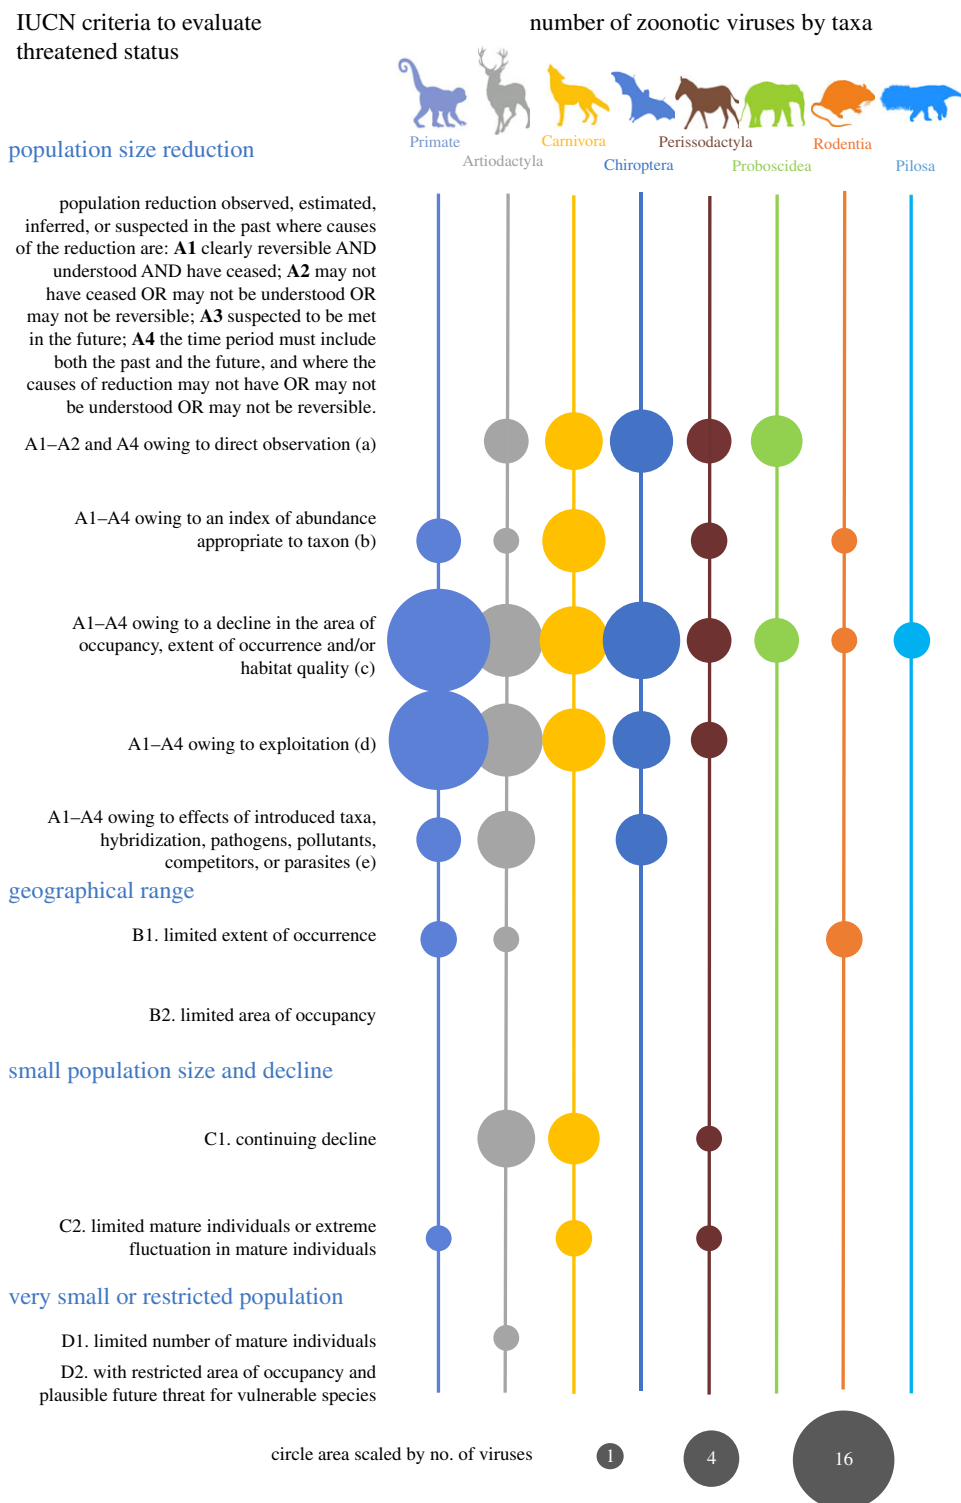 IUCN criteria to evaluate
threatened status
number of zoonotic viruses by taxa
Primate
Artiodactyla
Carnivora
Chiroptera
Perissodactyla
Proboscidea
Rodentia
Pilosa
population size reduction
population reduction observed, estimated,
inferred, or suspected in the past where causes
of the reduction are: A1 clearly reversible AND
understood AND have ceased; A2 may not
have ceased OR may not be understood OR
may not be reversible; A3 suspected to be met
in the future; A4 the time period must include
both the past and the future, and where the
causes of reduction may not have OR may not
be understood OR may not be reversible.
A1–A2 and A4 owing to direct observation (a)
A1–A4 owing to an index of abundance
appropriate to taxon (b)
A1–A4 owing to a decline in the area of
occupancy, extent of occurrence and/or
habitat quality (c)
A1–A4 owing to exploitation (d)
A1–A4 owing to effects of introduced taxa,
hybridization, pathogens, pollutants,
competitors, or parasites (e)
geographical range
B1. limited extent of occurrence
B2. limited area of occupancy
small population size and decline
C1. continuing decline
C2. limited mature individuals or extreme
fluctuation in mature individuals
very small or restricted population
D1. limited number of mature individuals
D2. with restricted area of occupancy and
plausible future threat for vulnerable species
circle area scaled by no. of viruses
1
4
16